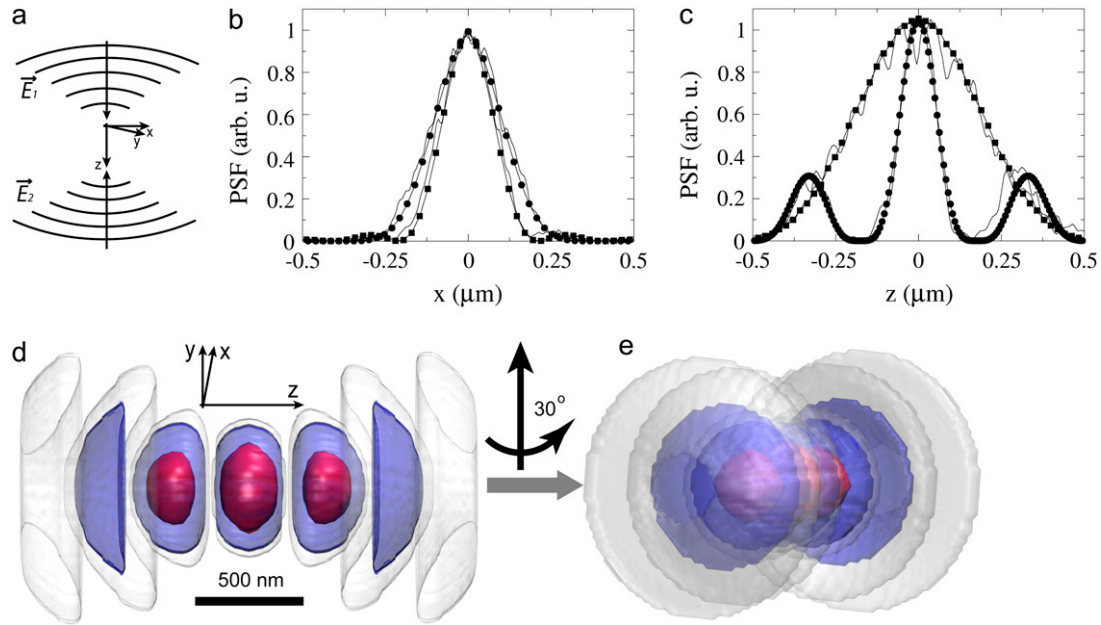 a
E₁
x
y
z
E₂
b
PSF (arb. u.)
1
0.8
0.6
0.4
0.2
0
-0.5
-0.25
0
0.25
0.5
x (μm)
c
PSF (arb. u.)
1
0.8
0.6
0.4
0.2
0
-0.5
-0.25
0
0.25
0.5
z (μm)
d
y
x
z
500 nm
30°
e